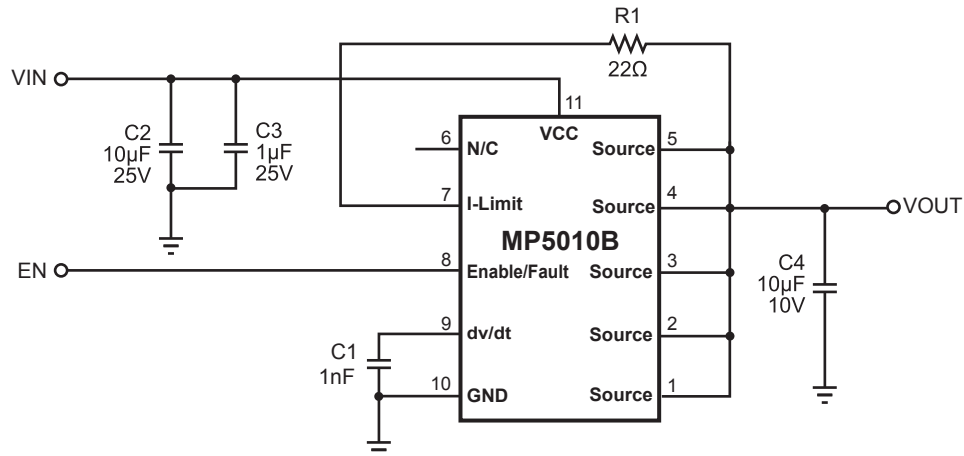 R1
22Ω
VIN
11
VCC
C2
10µF
25V
C3
1µF
25V
6
N/C
Source
5
7
I-Limit
Source
4
VOUT
MP5010B
EN
8
Enable/Fault
Source
3
C4
10µF
10V
9
dv/dt
Source
2
C1
1nF
10
GND
Source
1